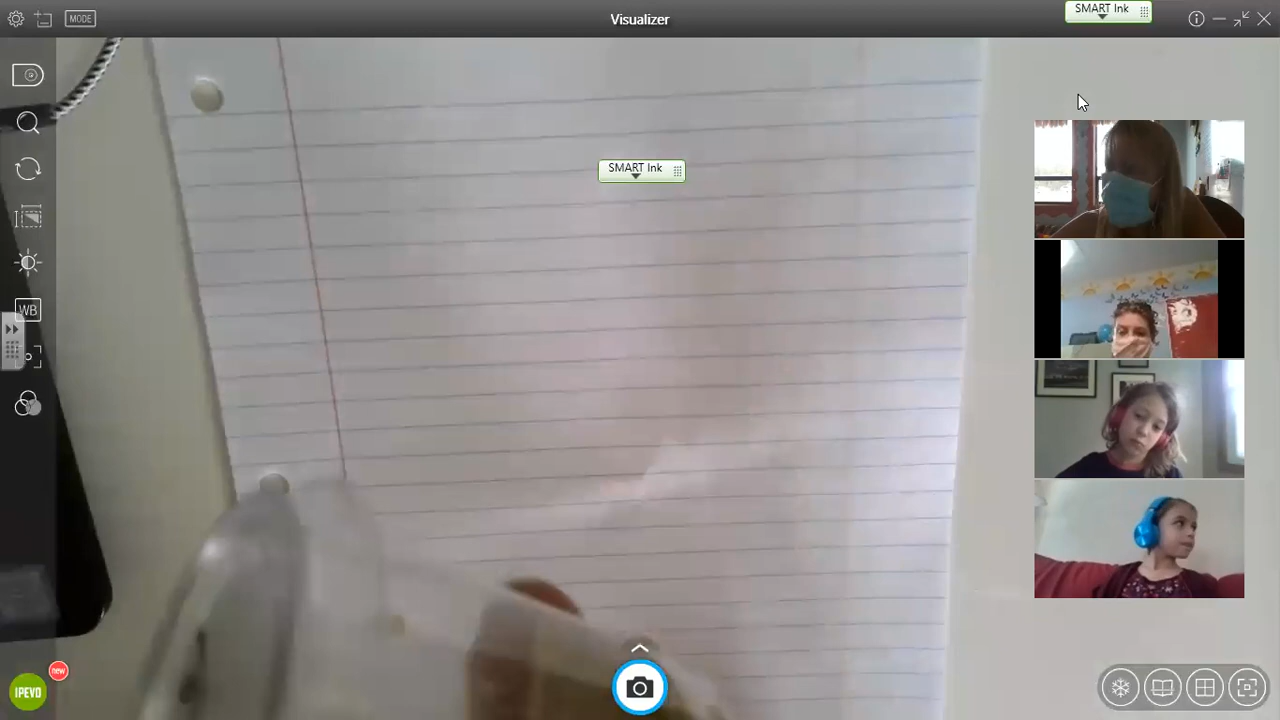 MODE
Visualizer
SMART Ink
SMART Ink
WB
new
IPEVO